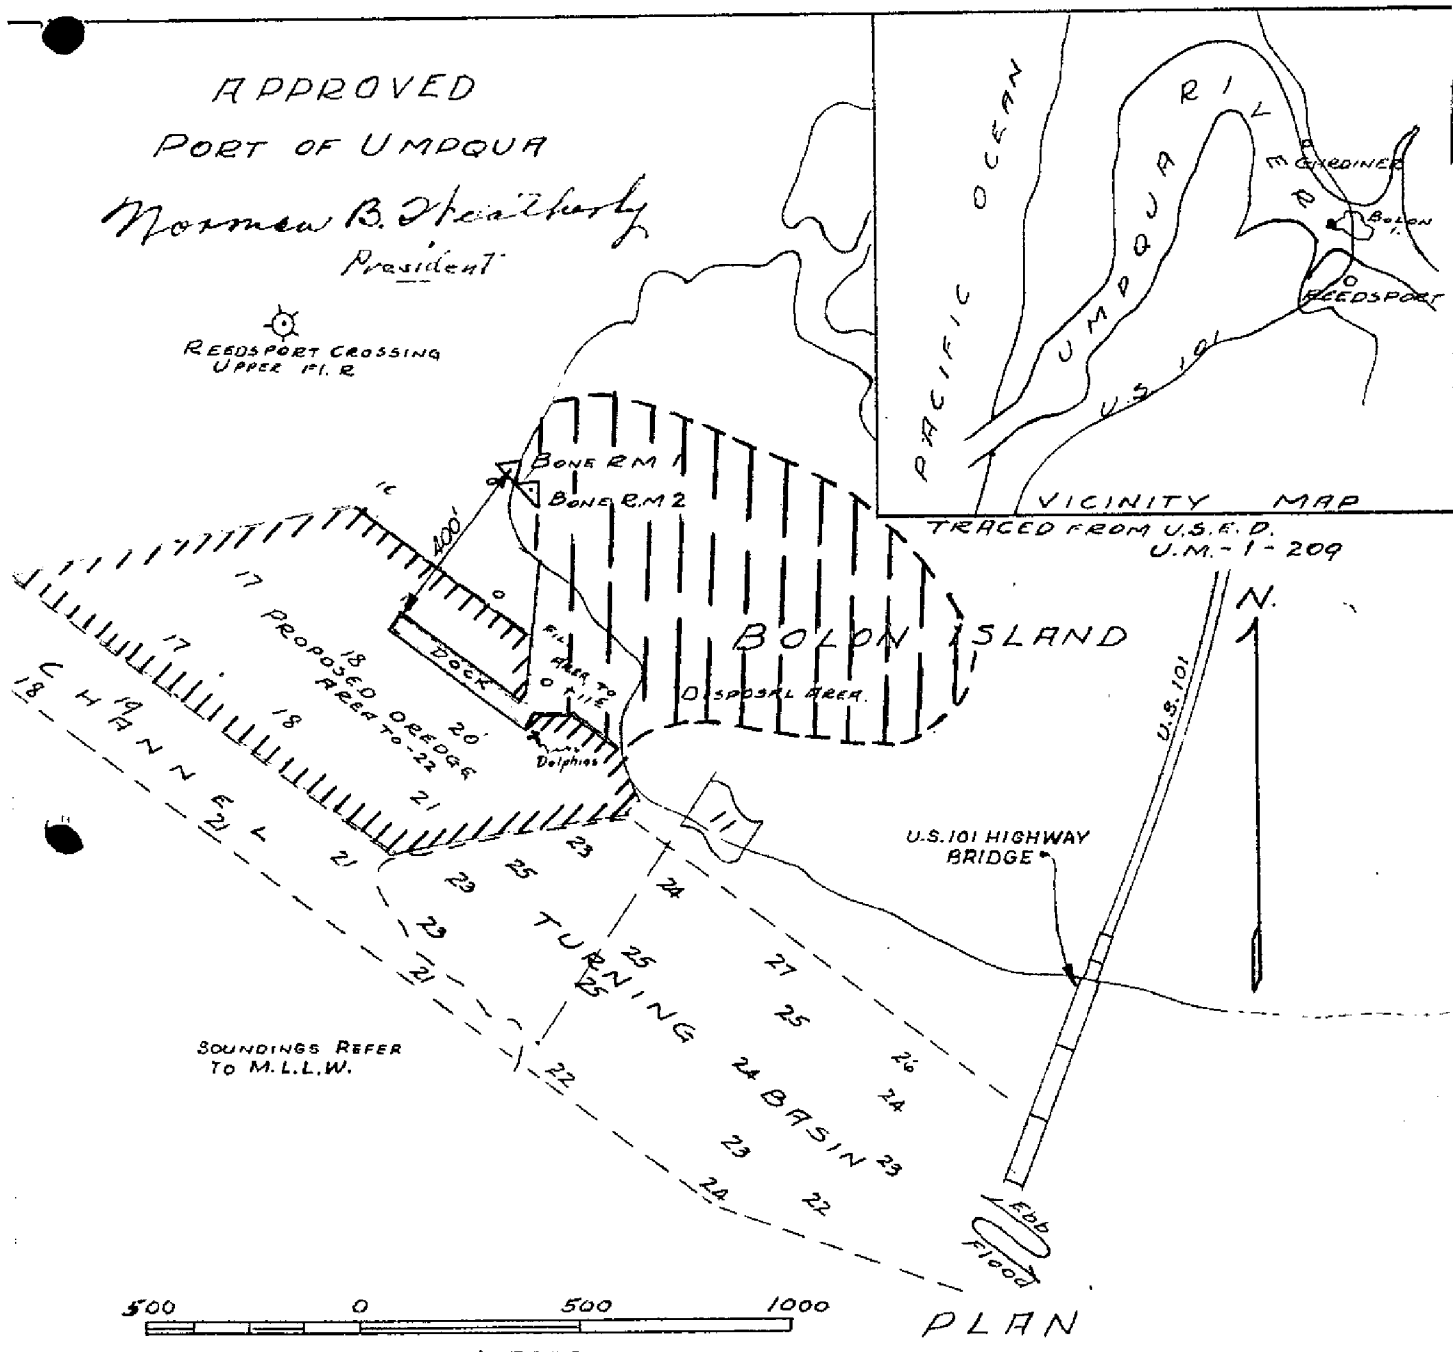 APPROVED
PORT OF UMPQUA
Norman B. Weatherly
President
REEDSPORT CROSSING
UPPER Fl. R
PACIFIC OCEAN
UMPQUA RIVER
GARDINER
BOLON
I.
REEDSPORT
U.S. 101
VICINITY MAP
TRACED FROM U.S.E.D.
U.M.-1-209
N.
BONE R.M 1
BONE R.M 2
400'
16
17
17
0
DOCK
FILL
AREA TO
0 +11±
BOLON ISLAND
DISPOSAL AREA.
17
18
PROPOSED DREDGE
AREA TO -22
20
19
18
21
Dolphins
CHANNEL
18
21
21
11
U.S. 101
U.S. 101 HIGHWAY
BRIDGE
23
25
23
24
23
21
TURNING BASIN
25
25
27
25
26
24
24
22
23
23
24
22
SOUNDINGS REFER
TO M.L.L.W.
Ebb
Flood
500 0 500 1000
PLAN